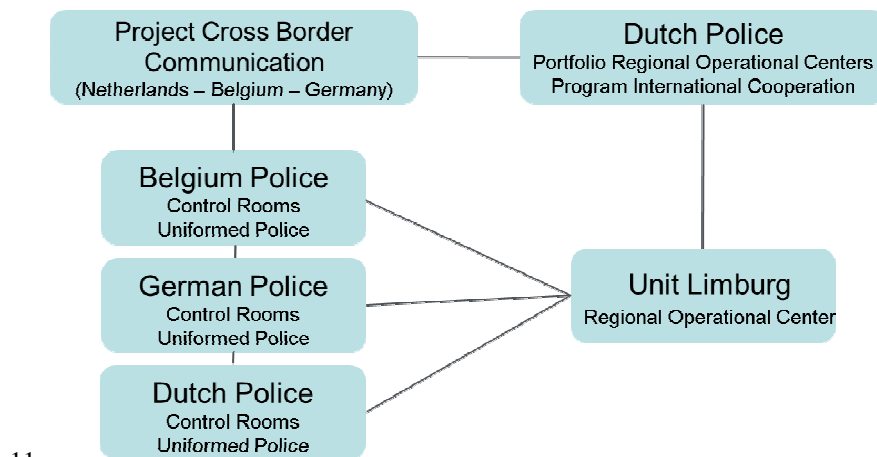 Project Cross Border
Communication
(Netherlands – Belgium – Germany)
Dutch Police
Portfolio Regional Operational Centers
Program International Cooperation
Belgium Police
Control Rooms
Uniformed Police
German Police
Control Rooms
Uniformed Police
Unit Limburg
Regional Operational Center
Dutch Police
Control Rooms
Uniformed Police